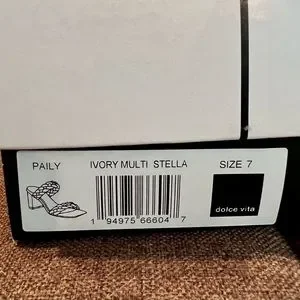 PAILY IVORY MULTI STELLA SIZE 7
1 94975 66604 7
dolce vita